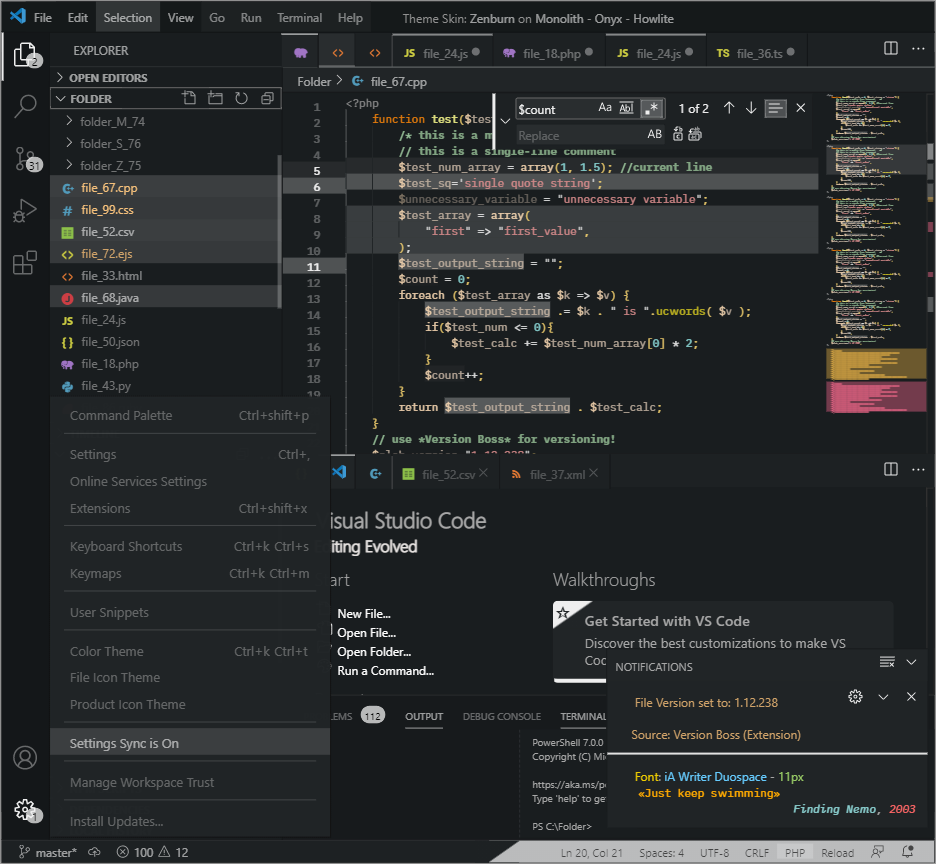 File Edit Selection View Go Run Terminal Help Theme Skin: Zenburn on Monolith - Onyx - Howlite
2
EXPLORER
OPEN EDITORS
FOLDER
folder_M_74
folder_S_76
folder_Z_75
31
file_67.cpp
file_99.css
file_52.csv
file_72.ejs
file_33.html
file_68.java
JS file_24.js
file_50.json
file_18.php
file_43.py
JS file_24.js file_18.php JS file_24.js TS file_36.ts
Folder > file_67.cpp
$count Aa Abl .* 1 of 2
Replace AB
1 <?php
2 function test($tes
3 /* this is a m
4 // this is a single-line comment
5 $test_num_array = array(1, 1.5); //current line
6 $test_sq='single quote string';
7 $unnecessary_variable = "unnecessary variable";
8 $test_array = array(
9 "first" => "first_value",
10 );
11 $test_output_string = "";
12 $count = 0;
13 foreach ($test_array as $k => $v) {
14 $test_output_string .= $k . " is ".ucwords( $v );
15 if($test_num <= 0){
16 $test_calc += $test_num_array[0] * 2;
17 }
18 $count++;
19 }
return $test_output_string . $test_calc;
}
// use *Version Boss* for versioning!
Command Palette Ctrl+shift+p
Settings Ctrl+,
Online Services Settings
Extensions Ctrl+shift+x
Keyboard Shortcuts Ctrl+k Ctrl+s
Keymaps Ctrl+k Ctrl+m
User Snippets
Color Theme Ctrl+k Ctrl+t
File Icon Theme
Product Icon Theme
Settings Sync is On
Manage Workspace Trust
Install Updates...
1
file_52.csv file_37.xml
isual Studio Code
iting Evolved
art
New File...
Open File...
Open Folder...
Run a Command...
Walkthroughs
Get Started with VS Code
Discover the best customizations to make VS
Coc
LEMS 112 OUTPUT DEBUG CONSOLE TERMINAL
PowerShell 7.0.0
Copyright (C) Mi
https://aka.ms/p
Type 'help' to ge
PS C:\Folder>
NOTIFICATIONS
File Version set to: 1.12.238
Source: Version Boss (Extension)
Font: iA Writer Duospace - 11px
«Just keep swimming»
Finding Nemo, 2003
master* 100 12 Ln 20, Col 21 Spaces: 4 UTF-8 CRLF PHP Reload